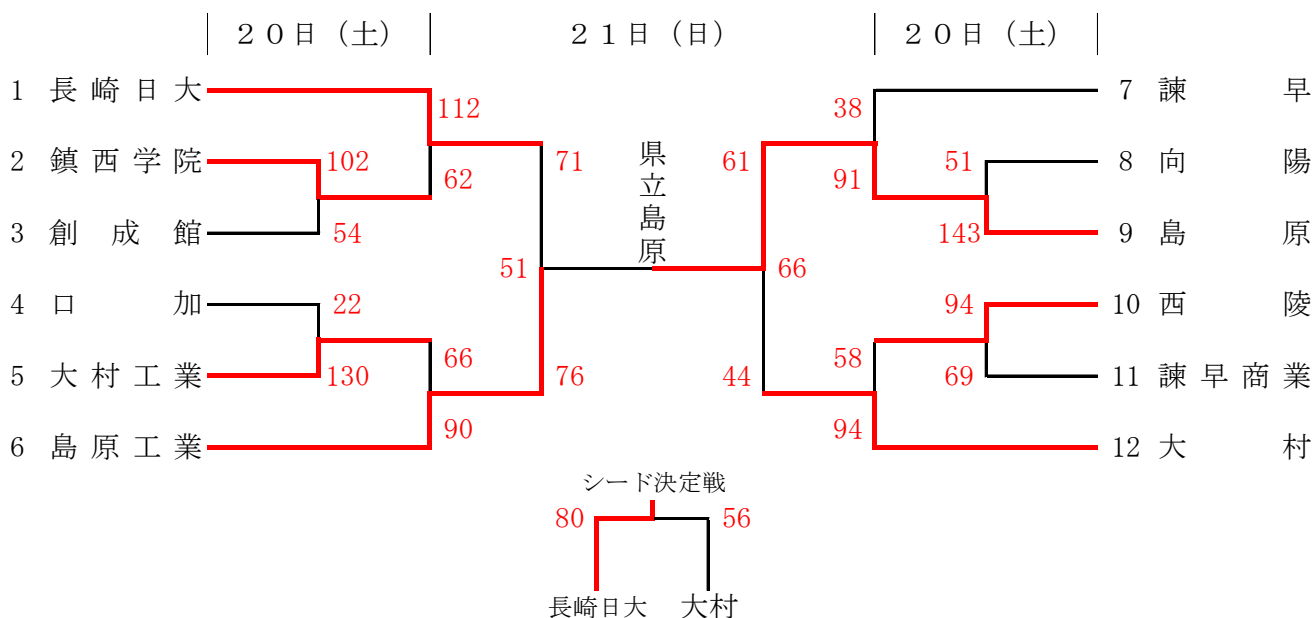 20日(土) 21日(日) 20日(土)
1 長崎日大 112 38 7 諫早
2 鎮西学院 102 62 71 県立島原 61 91 51 8 向陽
3 創成館 54 143 9 島原
51 66
4 口加 22 94 10 西陵
5 大村工業 130 66 76 44 58 69 11 諫早商業
6 島原工業 90 94 12 大村
シード決定戦
80 56
長崎日大 大村